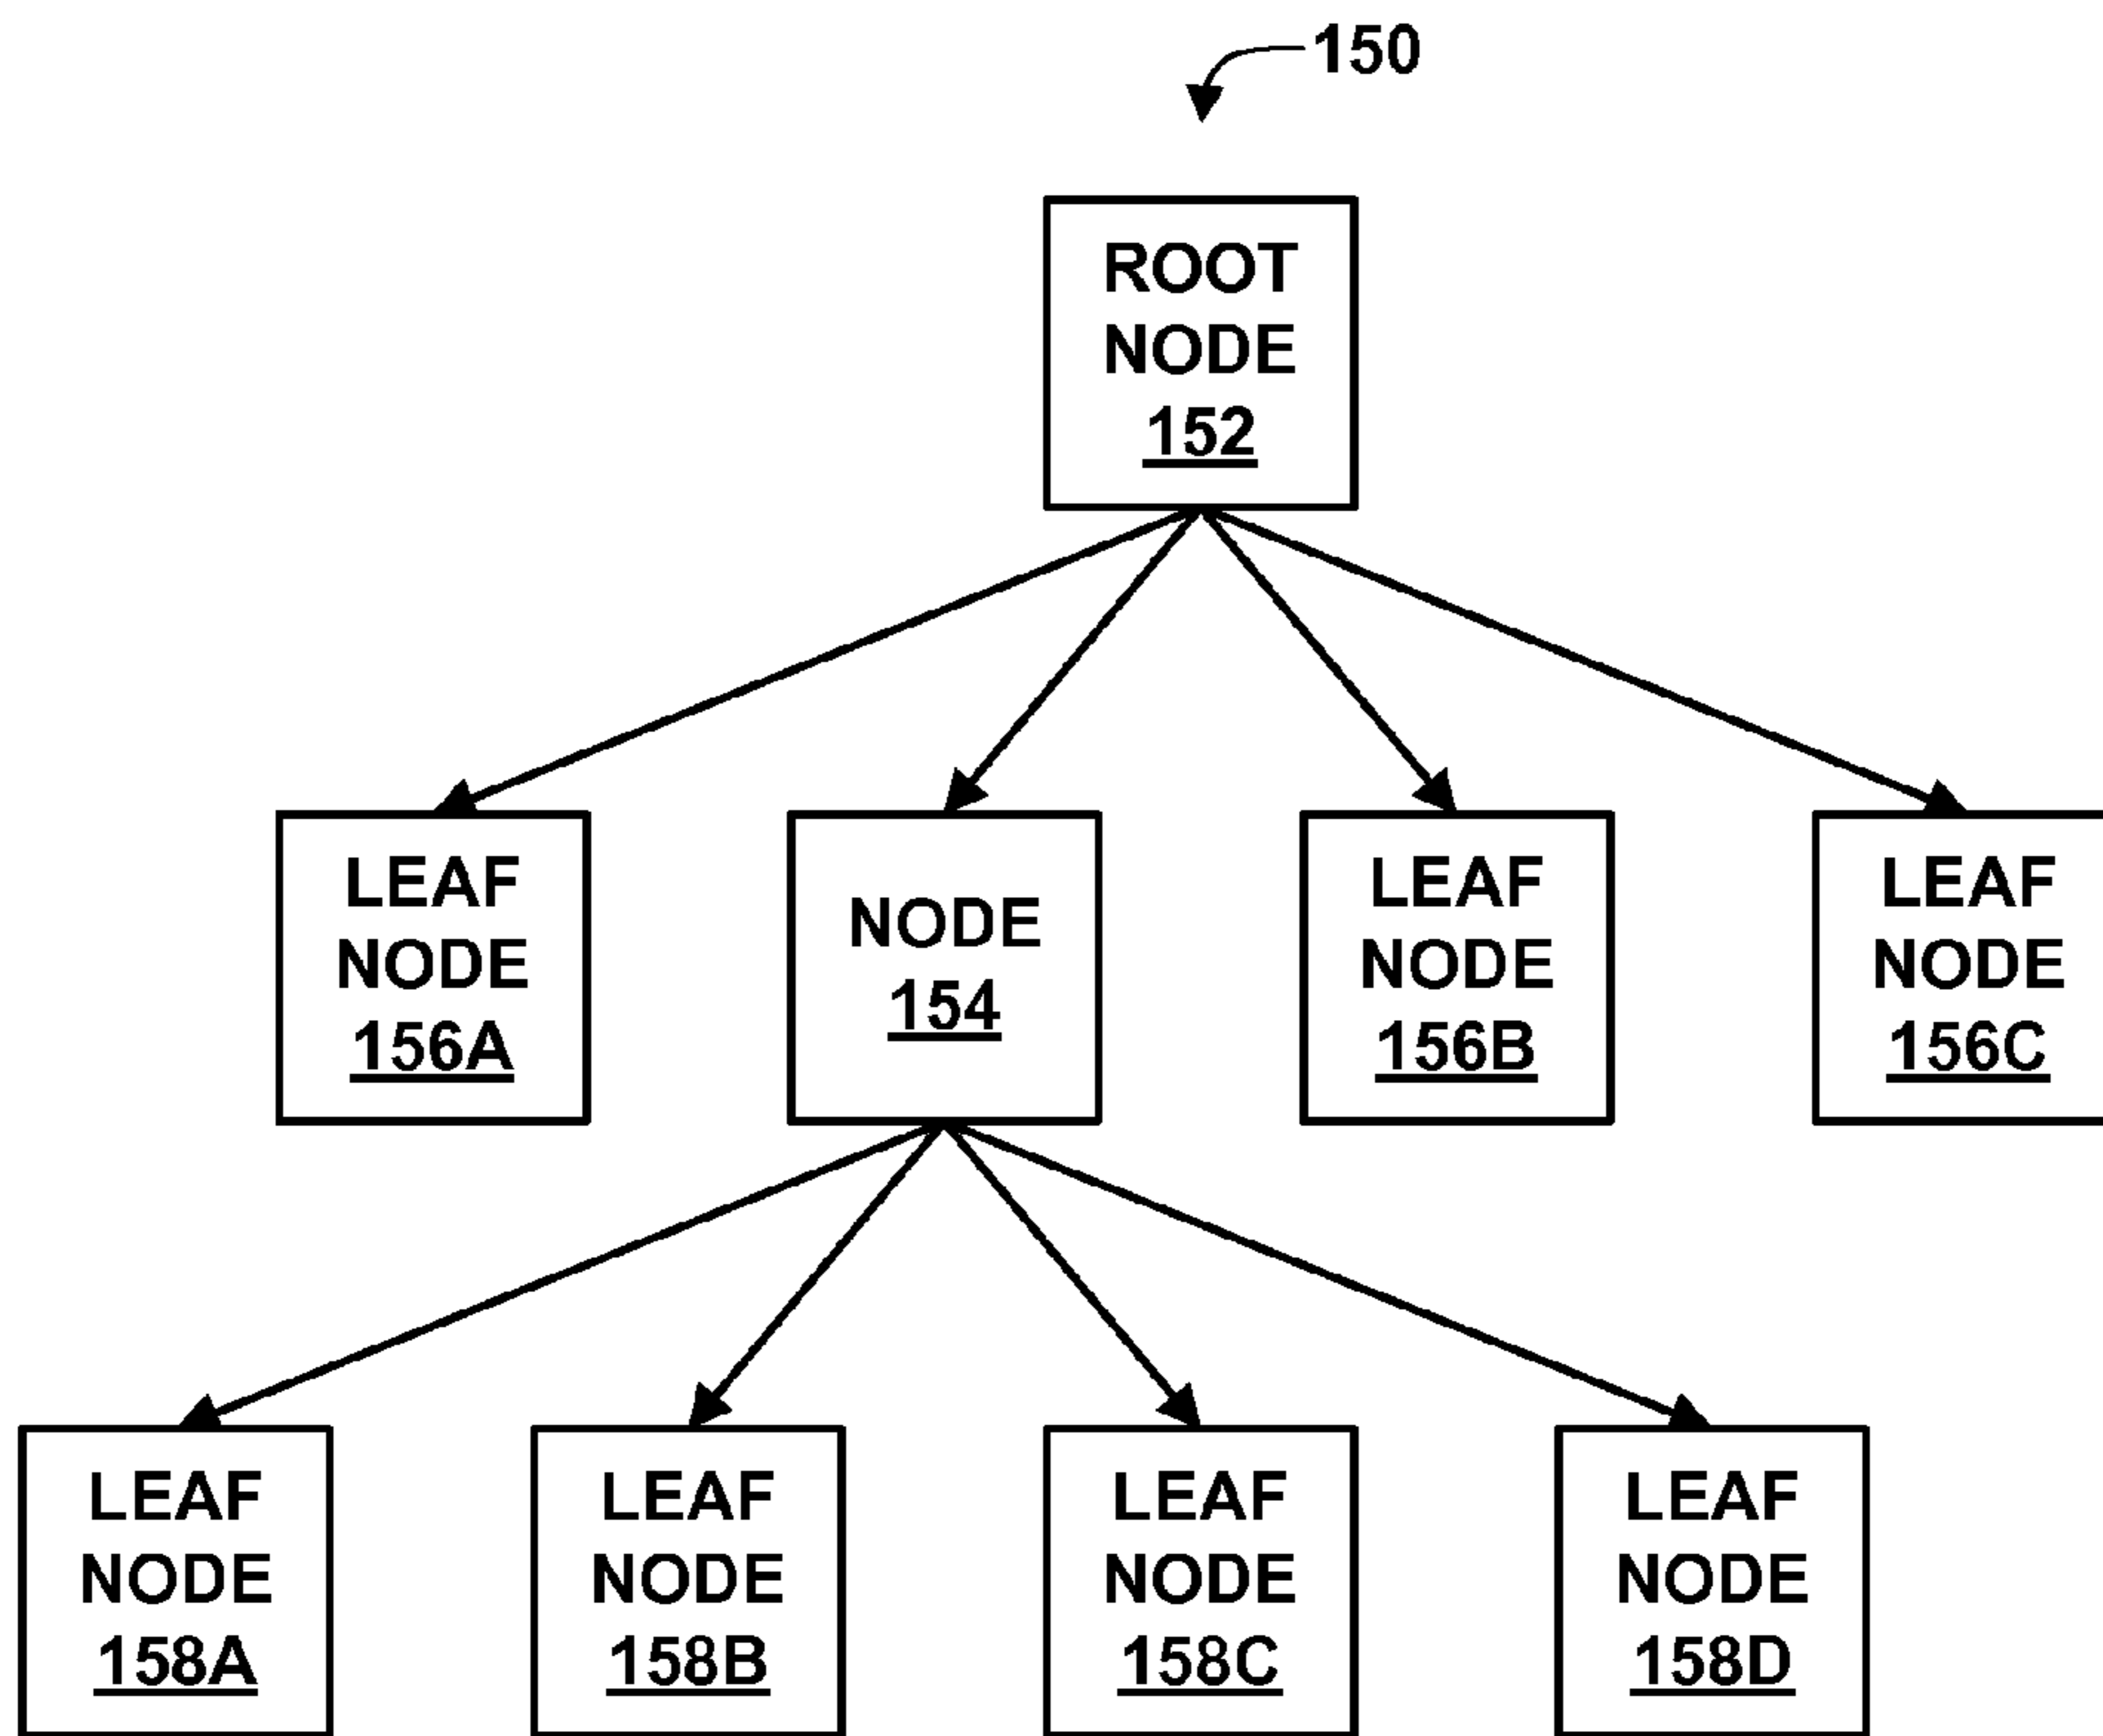 150
ROOT
NODE
152
LEAF
NODE
156A
NODE
154
LEAF
NODE
156B
LEAF
NODE
156C
LEAF
NODE
158A
LEAF
NODE
158B
LEAF
NODE
158C
LEAF
NODE
158D